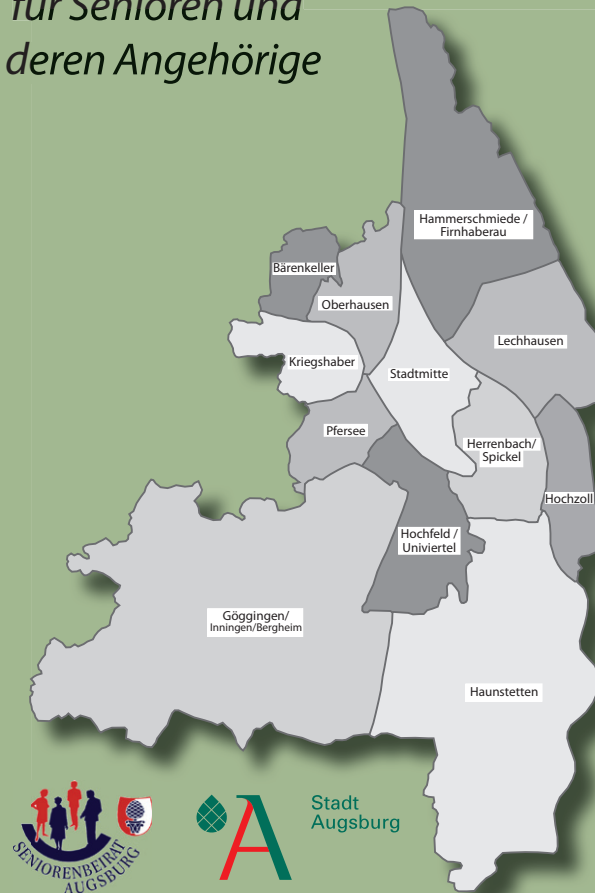 für Senioren und
deren Angehörige
Hammerschmiede /
Firnhaberau
Bärenkeller
Oberhausen
Lechhausen
Kriegshaber
Stadtmitte
Pfersee
Herrenbach/
Spickel
Hochzoll
Hochfeld /
Univiertel
Göggingen/
Inningen/Bergheim
Haunstetten
SENIORENBEIRAT
AUGSBURG
A
Stadt
Augsburg